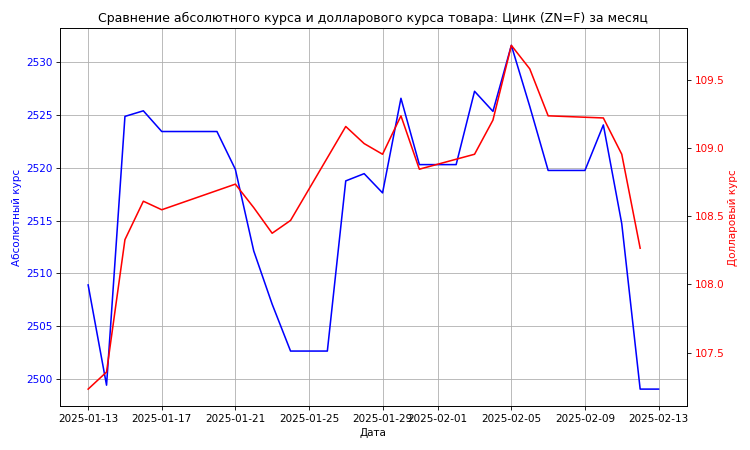 Сравнение абсолютного курса и долларового курса товара: Цинк (ZN=F) за месяц
Абсолютный курс
2530
2525
2520
2515
2510
2505
2500
109.5
109.0
108.5
108.0
107.5
Долларовый курс
2025-01-13 2025-01-17 2025-01-21 2025-01-25 2025-01-29 2025-02-01 2025-02-05 2025-02-09 2025-02-13
Дата